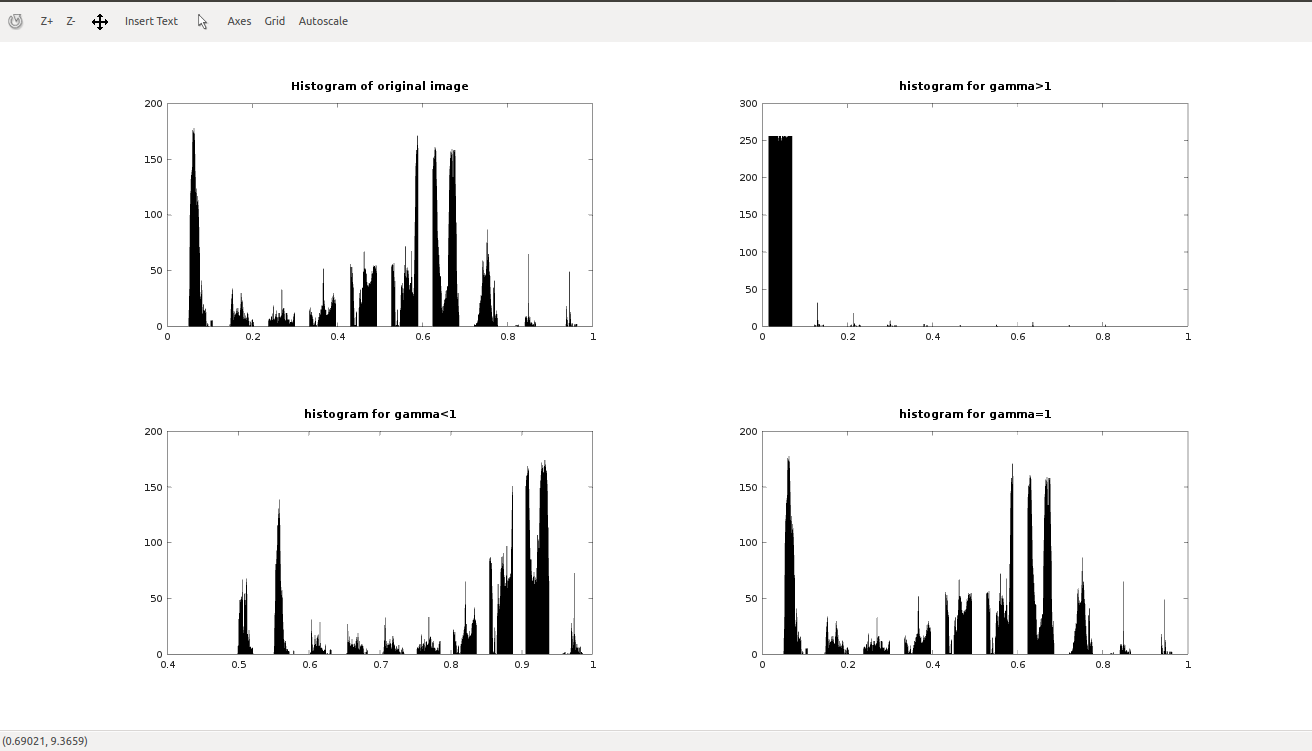 Z+ Z- Insert Text Axes Grid Autoscale
Histogram of original image
200
150
100
50
0
0 0.2 0.4 0.6 0.8 1
histogram for gamma>1
300
250
200
150
100
50
0
0 0.2 0.4 0.6 0.8 1
histogram for gamma<1
200
150
100
50
0
0.4 0.5 0.6 0.7 0.8 0.9 1
histogram for gamma=1
200
150
100
50
0
0 0.2 0.4 0.6 0.8 1
(0.69021, 9.3659)